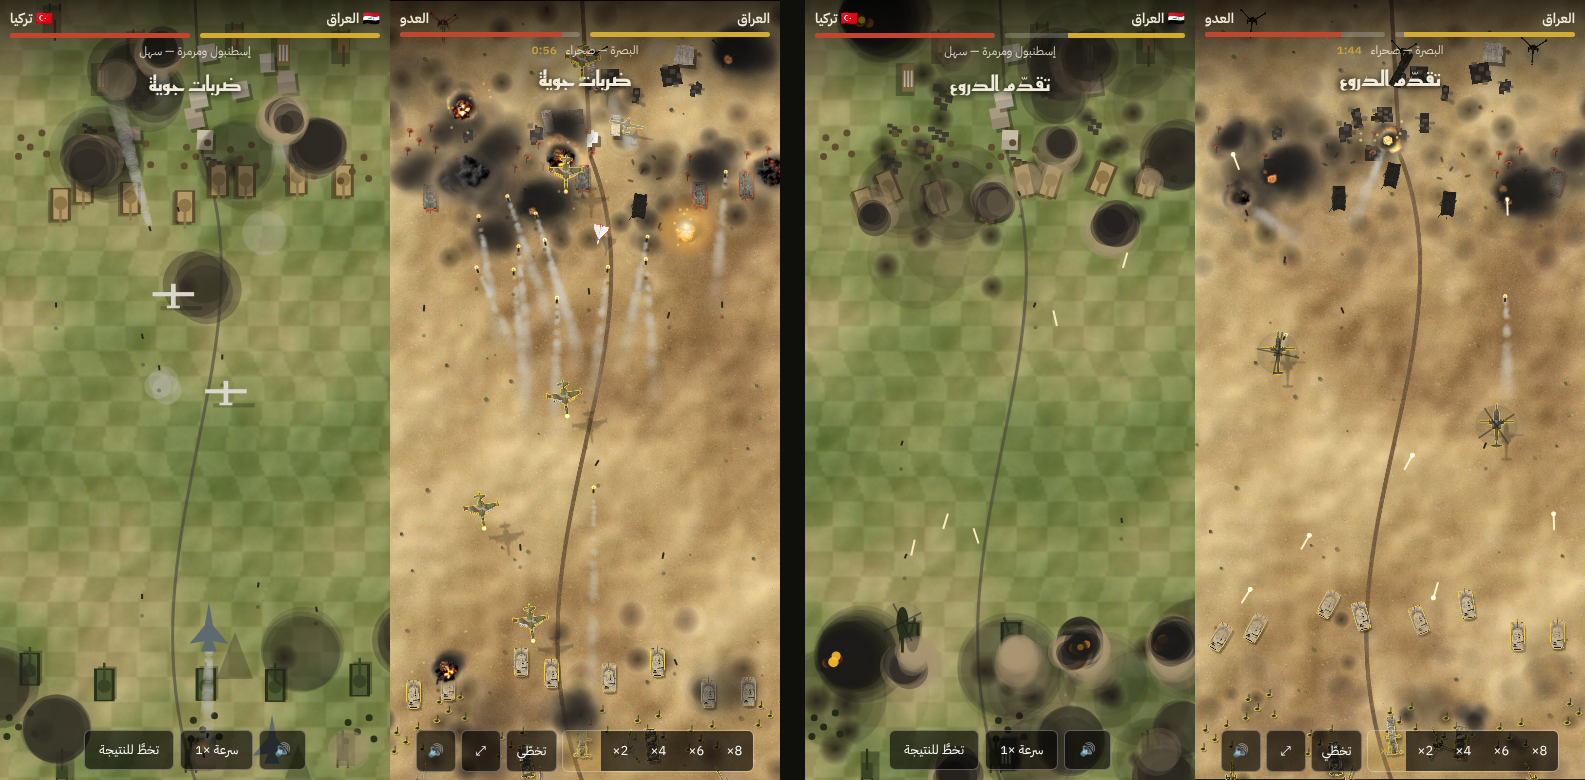 🇮🇶 العراق
تركيا 🇹🇷
إسطنبول ومرمرة — سهل
ضربات جوية
تخطَّ للنتيجة
سرعة ×1
العراق
العدو
البصرة — صحراء 0:56
ضربات جوية
تخطّي
×2
×4
×6
×8
🇮🇶 العراق
تركيا 🇹🇷
إسطنبول ومرمرة — سهل
تقدّم الدروع
تخطَّ للنتيجة
سرعة ×1
العراق
العدو
البصرة — صحراء 1:44
تقدّم الدروع
تخطّي
×2
×4
×6
×8